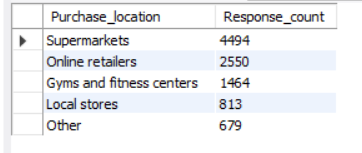 Purchase_location Response_count
Supermarkets 4494
Online retailers 2550
Gyms and fitness centers 1464
Local stores 813
Other 679